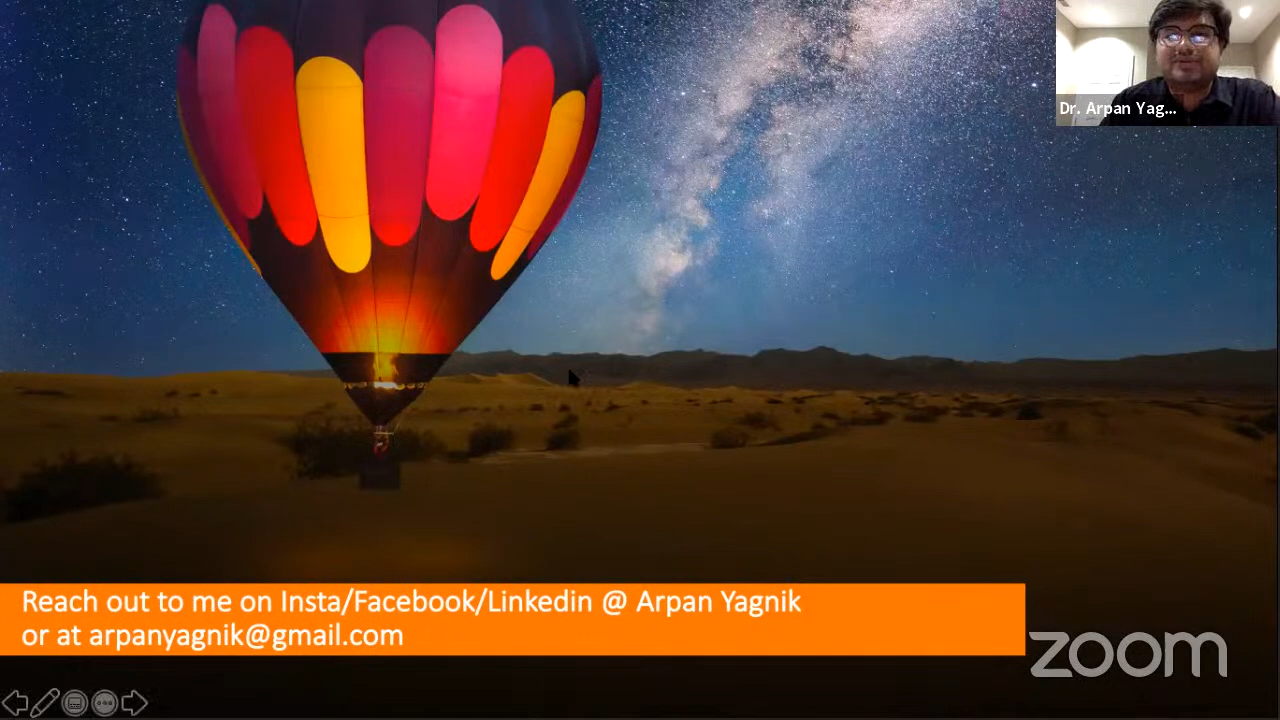 Dr. Arpan Yag...
Reach out to me on Insta/Facebook/Linkedin @ Arpan Yagnik
or at arpanyagnik@gmail.com
zoom